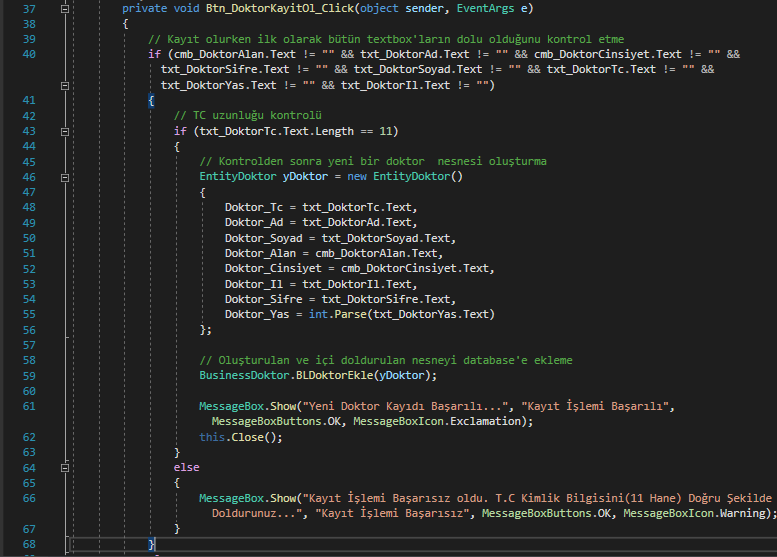 37 private void Btn_DoktorKayitOl_Click(object sender, EventArgs e)
38 {
39 // Kayıt olurken ilk olarak bütün textbox'ların dolu olduğunu kontrol etme
40 if (cmb_DoktorAlan.Text != "" && txt_DoktorAd.Text != "" && cmb_DoktorCinsiyet.Text != "" &&
txt_DoktorSifre.Text != "" && txt_DoktorSoyad.Text != "" && txt_DoktorTc.Text != "" &&
txt_DoktorYas.Text != "" && txt_DoktorIl.Text != "")
41 {
42 // TC uzunluğu kontrolü
43 if (txt_DoktorTc.Text.Length == 11)
44 {
45 // Kontrolden sonra yeni bir doktor  nesnesi oluşturma
46 EntityDoktor yDoktor = new EntityDoktor()
47 {
48 Doktor_Tc = txt_DoktorTc.Text,
49 Doktor_Ad = txt_DoktorAd.Text,
50 Doktor_Soyad = txt_DoktorSoyad.Text,
51 Doktor_Alan = cmb_DoktorAlan.Text,
52 Doktor_Cinsiyet = cmb_DoktorCinsiyet.Text,
53 Doktor_Il = txt_DoktorIl.Text,
54 Doktor_Sifre = txt_DoktorSifre.Text,
55 Doktor_Yas = int.Parse(txt_DoktorYas.Text)
56 };
57
58 // Oluşturulan ve içi doldurulan nesneyi database'e ekleme
59 BusinessDoktor.BLDoktorEkle(yDoktor);
60
61 MessageBox.Show("Yeni Doktor Kayıdı Başarılı...", "Kayıt İşlemi Başarılı",
MessageBoxButtons.OK, MessageBoxIcon.Exclamation);
62 this.Close();
63 }
64 else
65 {
66 MessageBox.Show("Kayıt İşlemi Başarısız oldu. T.C Kimlik Bilgisini(11 Hane) Doğru Şekilde
Doldurunuz...", "Kayıt İşlemi Başarısız", MessageBoxButtons.OK, MessageBoxIcon.Warning);
67 }
68 }